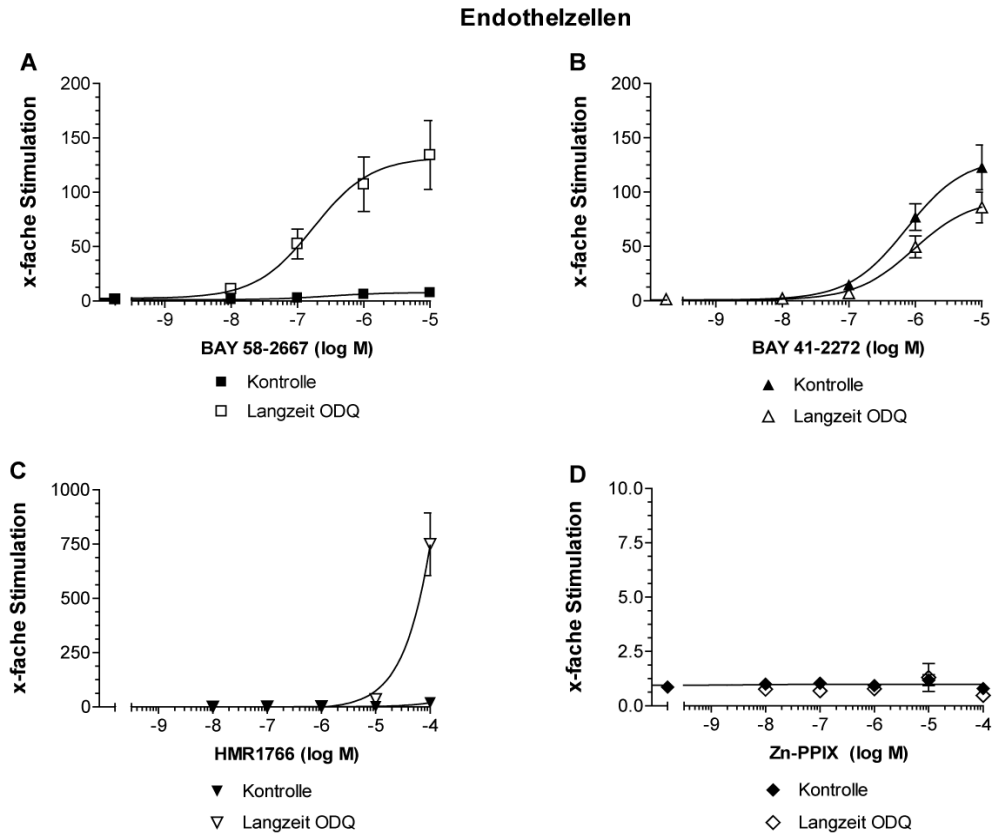 Endothelzellen
A
x-fache Stimulation
200
150
100
50
0
-9 -8 -7 -6 -5
BAY 58-2667 (log M)
Kontrolle
Langzeit ODQ
B
x-fache Stimulation
200
150
100
50
0
-9 -8 -7 -6 -5
BAY 41-2272 (log M)
Kontrolle
Langzeit ODQ
C
x-fache Stimulation
1000
750
500
250
0
-9 -8 -7 -6 -5 -4
HMR1766 (log M)
Kontrolle
Langzeit ODQ
D
x-fache Stimulation
10.0
7.5
5.0
2.5
0.0
-9 -8 -7 -6 -5 -4
Zn-PPIX (log M)
Kontrolle
Langzeit ODQ